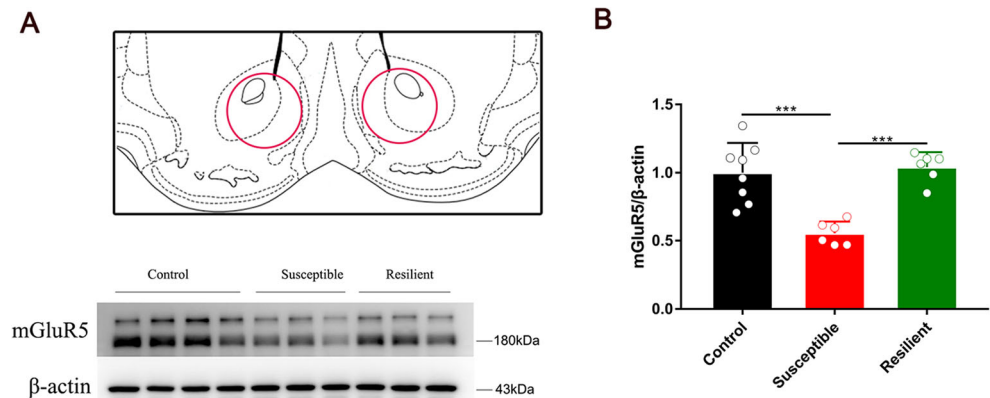 A
Control Susceptible Resilient
mGluR5
180kDa
β-actin
43kDa
B
mGluR5/β-actin
1.5
1.0
0.5
0.0
***
***
Control
Susceptible
Resilient